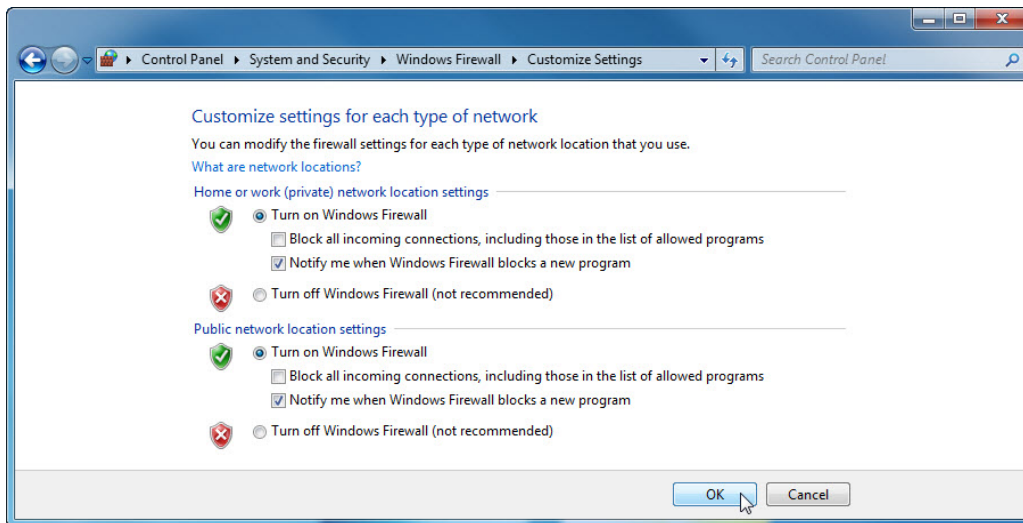 Control Panel ▸ System and Security ▸ Windows Firewall ▸ Customize Settings
Search Control Panel
Customize settings for each type of network
You can modify the firewall settings for each type of network location that you use.
What are network locations?
Home or work (private) network location settings
Turn on Windows Firewall
Block all incoming connections, including those in the list of allowed programs
Notify me when Windows Firewall blocks a new program
Turn off Windows Firewall (not recommended)
Public network location settings
Turn on Windows Firewall
Block all incoming connections, including those in the list of allowed programs
Notify me when Windows Firewall blocks a new program
Turn off Windows Firewall (not recommended)
OK Cancel